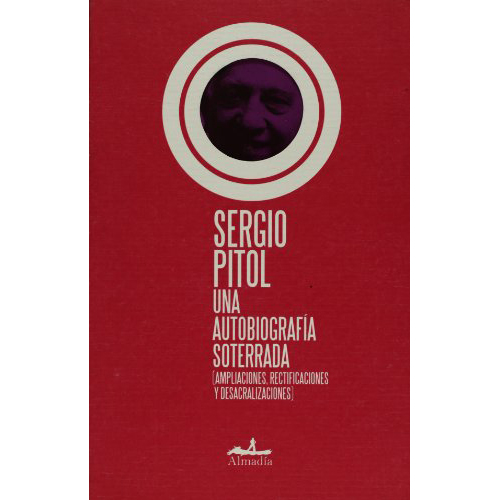 SERGIO
PITOL
UNA
AUTOBIOGRAFÍA
SOTERRADA
(AMPLIACIONES, RECTIFICACIONES
Y DESACRALIZACIONES)
Almadía